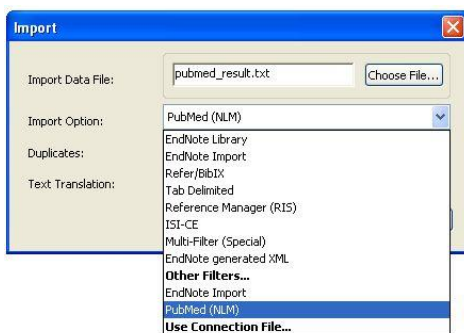 Import
Import Data File:
pubmed_result.txt
Choose File...
Import Option:
PubMed (NLM)
Duplicates:
Text Translation:
EndNote Library
EndNote Import
Refer/BibIX
Tab Delimited
Reference Manager (RIS)
ISI-CE
Multi-Filter (Special)
EndNote generated XML
Other Filters...
EndNote Import
PubMed (NLM)
Use Connection File...